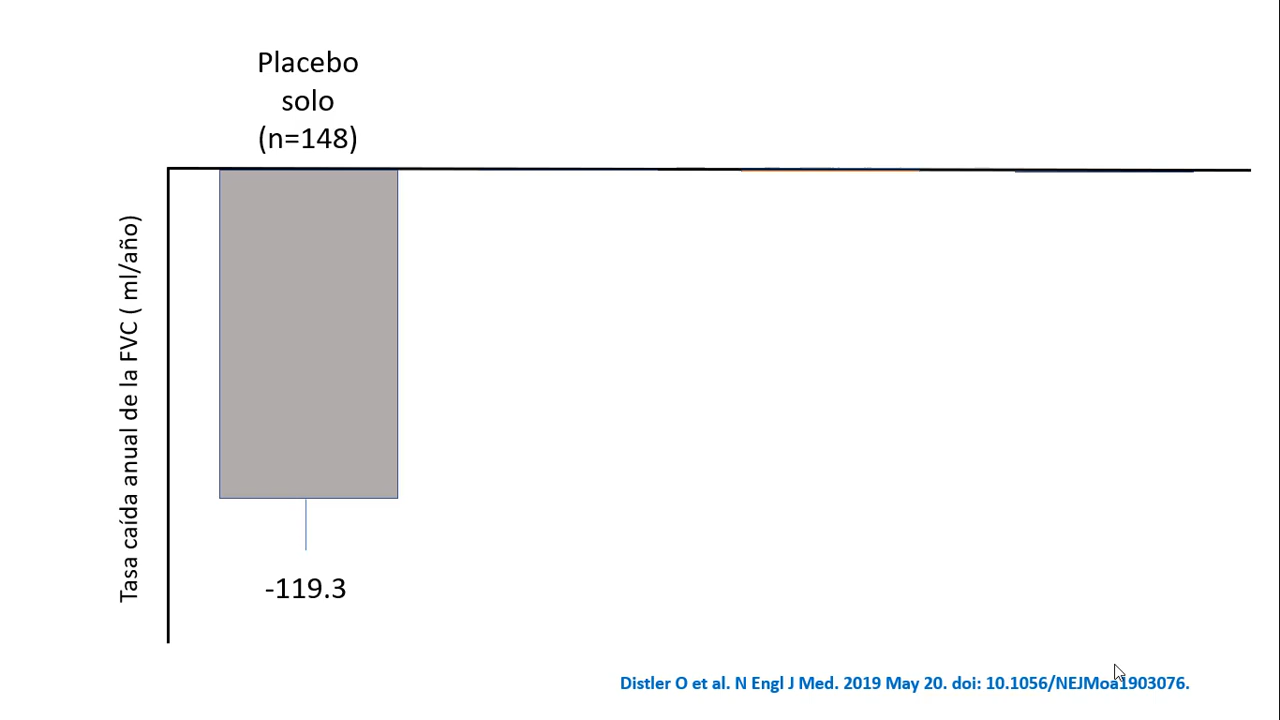 Placebo
solo
(n=148)
Tasa caída anual de la FVC ( ml/año)
-119.3
Distler O et al. N Engl J Med. 2019 May 20. doi: 10.1056/NEJMoa1903076.